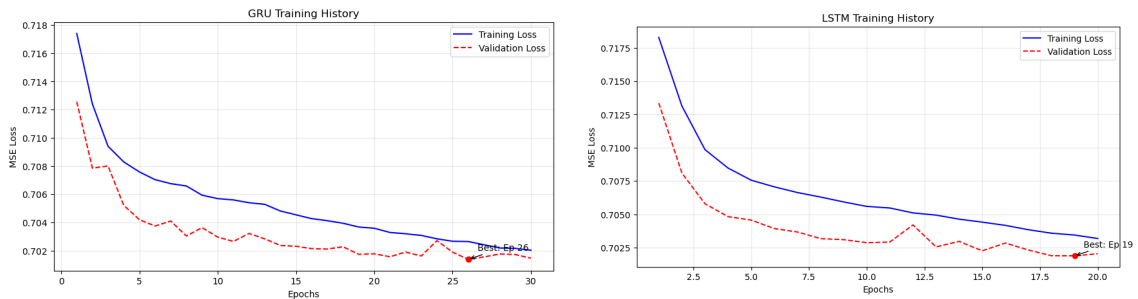 GRU Training History
MSE Loss
0.718
0.716
0.714
0.712
0.710
0.708
0.706
0.704
0.702
Training Loss
Validation Loss
Best: Ep 26
0
5
10
15
20
25
30
Epochs
LSTM Training History
MSE Loss
0.7175
0.7150
0.7125
0.7100
0.7075
0.7050
0.7025
Training Loss
Validation Loss
Best: Ep 19
2.5
5.0
7.5
10.0
12.5
15.0
17.5
20.0
Epochs